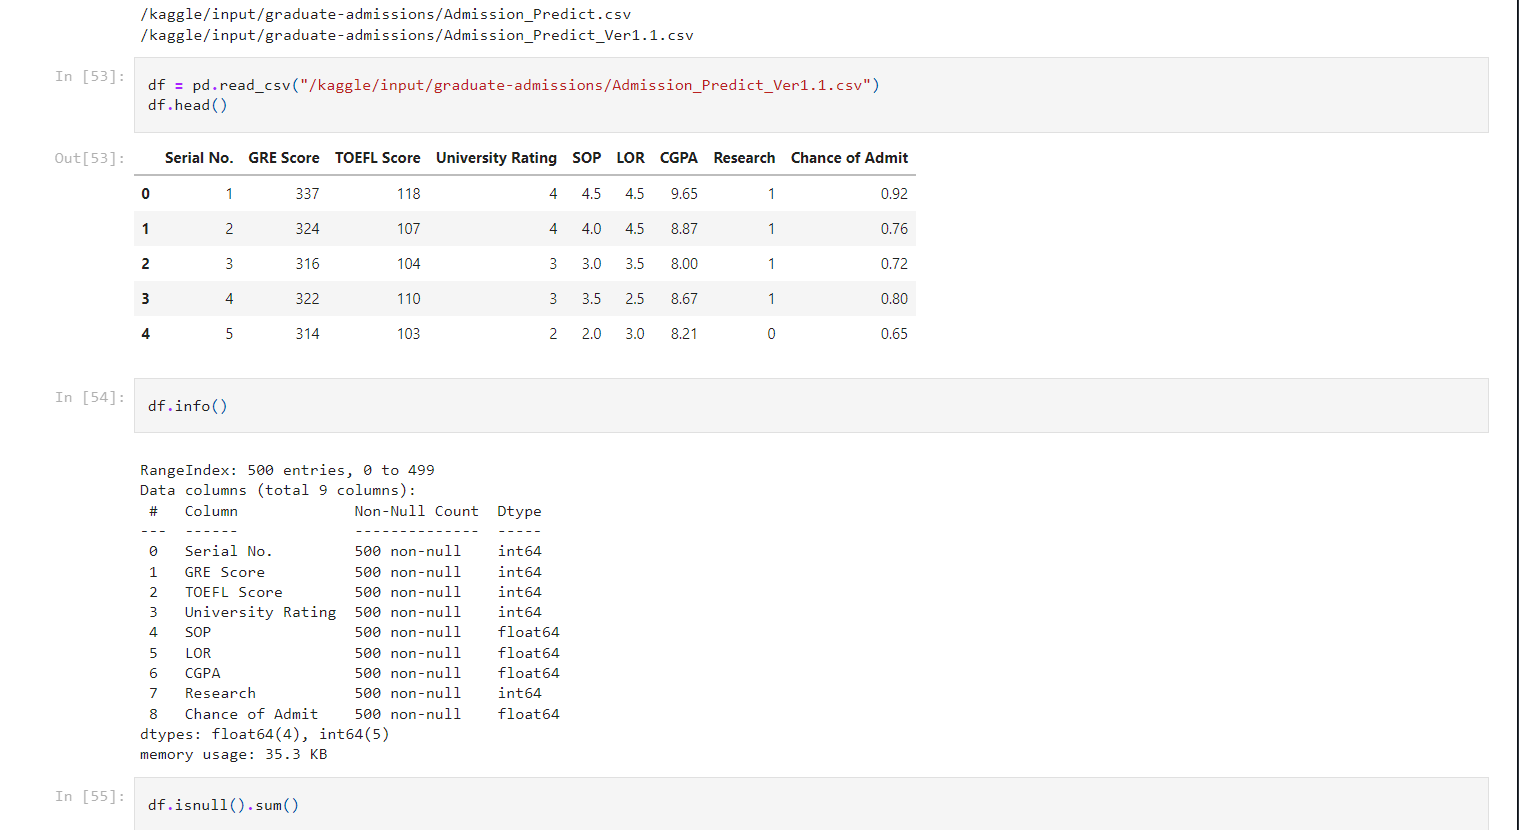 /kaggle/input/graduate-admissions/Admission_Predict.csv
/kaggle/input/graduate-admissions/Admission_Predict_Ver1.1.csv
In [53]:
df = pd.read_csv("/kaggle/input/graduate-admissions/Admission_Predict_Ver1.1.csv")
df.head()
Out[53]:
Serial No. GRE Score TOEFL Score University Rating SOP LOR CGPA Research Chance of Admit
0 1 337 118 4 4.5 4.5 9.65 1 0.92
1 2 324 107 4 4.0 4.5 8.87 1 0.76
2 3 316 104 3 3.0 3.5 8.00 1 0.72
3 4 322 110 3 3.5 2.5 8.67 1 0.80
4 5 314 103 2 2.0 3.0 8.21 0 0.65
In [54]:
df.info()
RangeIndex: 500 entries, 0 to 499
Data columns (total 9 columns):
# Column Non-Null Count Dtype
--- ------ -------------- -----
0 Serial No. 500 non-null int64
1 GRE Score 500 non-null int64
2 TOEFL Score 500 non-null int64
3 University Rating 500 non-null int64
4 SOP 500 non-null float64
5 LOR 500 non-null float64
6 CGPA 500 non-null float64
7 Research 500 non-null int64
8 Chance of Admit 500 non-null float64
dtypes: float64(4), int64(5)
memory usage: 35.3 KB
In [55]:
df.isnull().sum()